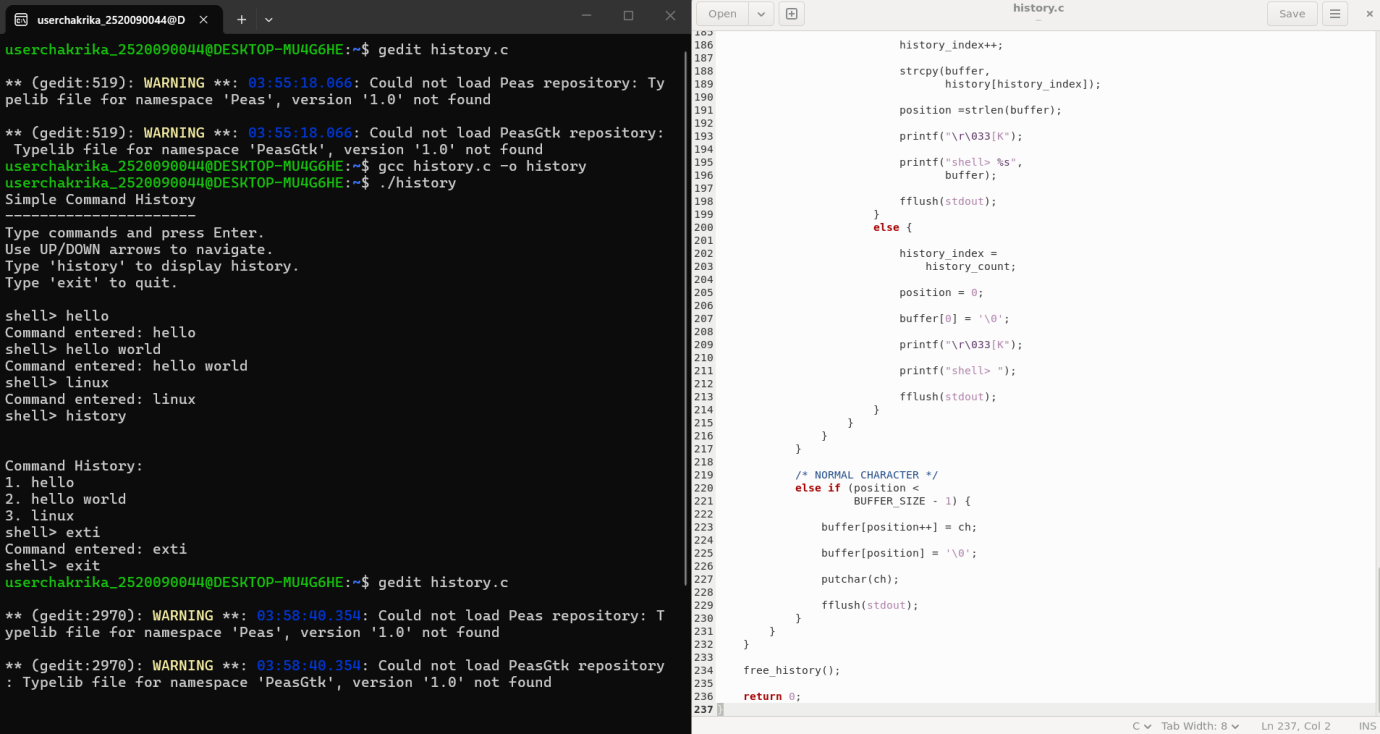 userchakrika_2520090044@D
userchakrika_2520090044@DESKTOP-MU4G6HE:~$ gedit history.c
** (gedit:519): WARNING **: 03:55:18.066: Could not load Peas repository: Ty
pelib file for namespace 'Peas', version '1.0' not found
** (gedit:519): WARNING **: 03:55:18.066: Could not load PeasGtk repository:
 Typelib file for namespace 'PeasGtk', version '1.0' not found
userchakrika_2520090044@DESKTOP-MU4G6HE:~$ gcc history.c -o history
userchakrika_2520090044@DESKTOP-MU4G6HE:~$ ./history
Simple Command History
----------------------
Type commands and press Enter.
Use UP/DOWN arrows to navigate.
Type 'history' to display history.
Type 'exit' to quit.
shell> hello
Command entered: hello
shell> hello world
Command entered: hello world
shell> linux
Command entered: linux
shell> history
Command History:
1. hello
2. hello world
3. linux
shell> exti
Command entered: exti
shell> exit
userchakrika_2520090044@DESKTOP-MU4G6HE:~$ gedit history.c
** (gedit:2970): WARNING **: 03:58:40.354: Could not load Peas repository: T
ypelib file for namespace 'Peas', version '1.0' not found
** (gedit:2970): WARNING **: 03:58:40.354: Could not load PeasGtk repository
: Typelib file for namespace 'PeasGtk', version '1.0' not found
Open
history.c
Save
185
186 history_index++;
187
188 strcpy(buffer,
189 history[history_index]);
190
191 position =strlen(buffer);
192
193 printf("\r\033[K");
194
195 printf("shell> %s",
196 buffer);
197
198 fflush(stdout);
199 }
200 else {
201
202 history_index =
203 history_count;
204
205 position = 0;
206
207 buffer[0] = '\0';
208
209 printf("\r\033[K");
210
211 printf("shell> ");
212
213 fflush(stdout);
214 }
215 }
216 }
217 }
218
219 /* NORMAL CHARACTER */
220 else if (position <
221 BUFFER_SIZE - 1) {
222
223 buffer[position++] = ch;
224
225 buffer[position] = '\0';
226
227 putchar(ch);
228
229 fflush(stdout);
230 }
231 }
232 }
233
234 free_history();
235
236 return 0;
237 }
C Tab Width: 8 Ln 237, Col 2 INS